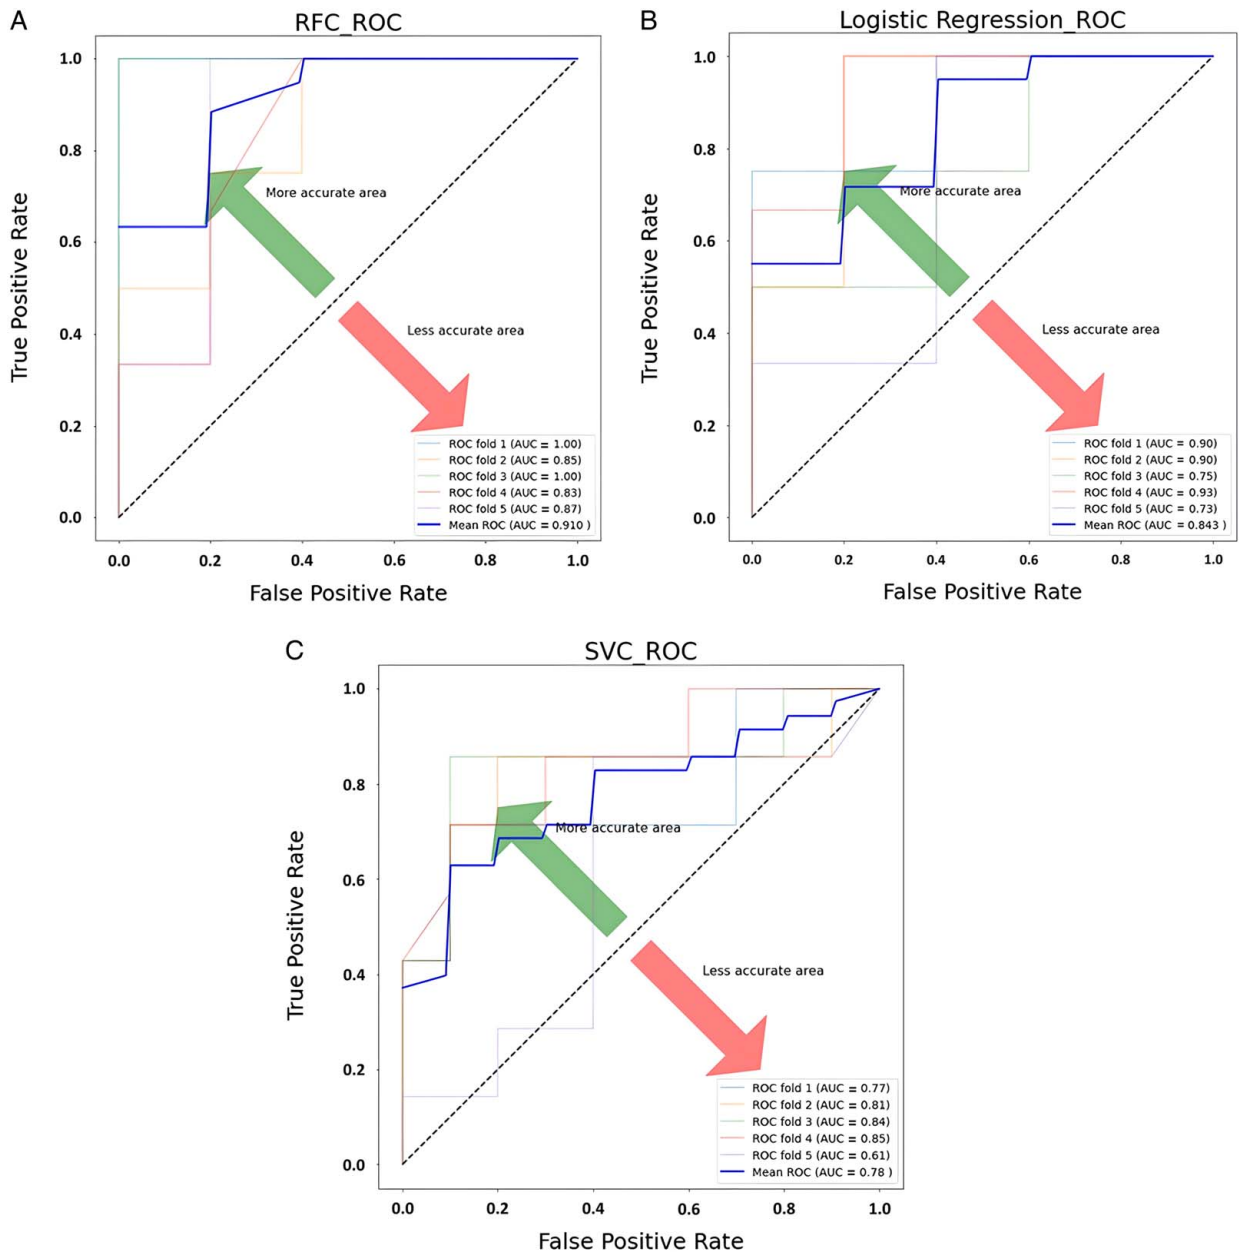 A
RFC_ROC
True Positive Rate
1.0
0.8
0.6
0.4
0.2
0.0
More accurate area
Less accurate area
ROC fold 1 (AUC = 1.00)
ROC fold 2 (AUC = 0.85)
ROC fold 3 (AUC = 1.00)
ROC fold 4 (AUC = 0.83)
ROC fold 5 (AUC = 0.87)
Mean ROC (AUC = 0.910 )
0.0 0.2 0.4 0.6 0.8 1.0
False Positive Rate
B
Logistic Regression_ROC
True Positive Rate
1.0
0.8
0.6
0.4
0.2
0.0
More accurate area
Less accurate area
ROC fold 1 (AUC = 0.90)
ROC fold 2 (AUC = 0.90)
ROC fold 3 (AUC = 0.75)
ROC fold 4 (AUC = 0.93)
ROC fold 5 (AUC = 0.73)
Mean ROC (AUC = 0.843 )
0.0 0.2 0.4 0.6 0.8 1.0
False Positive Rate
C
SVC_ROC
True Positive Rate
1.0
0.8
0.6
0.4
0.2
0.0
More accurate area
Less accurate area
ROC fold 1 (AUC = 0.77)
ROC fold 2 (AUC = 0.81)
ROC fold 3 (AUC = 0.84)
ROC fold 4 (AUC = 0.85)
ROC fold 5 (AUC = 0.61)
Mean ROC (AUC = 0.78 )
0.0 0.2 0.4 0.6 0.8 1.0
False Positive Rate